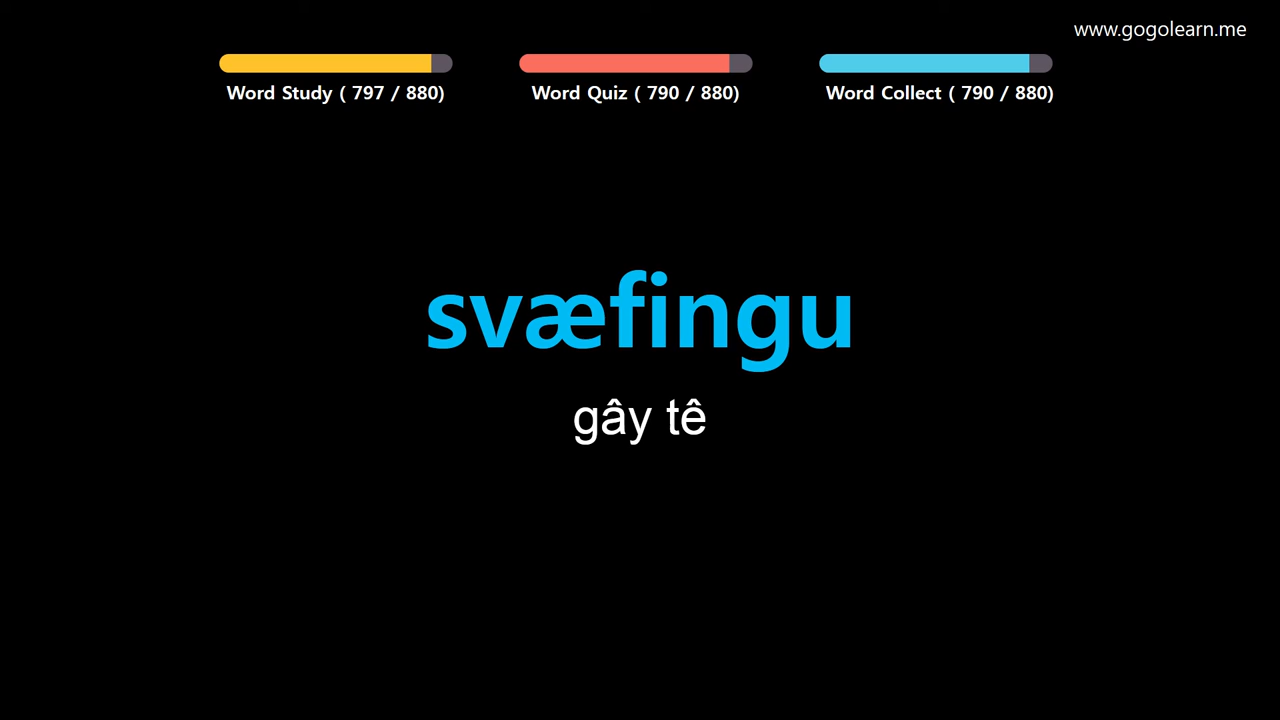 www.gogolearn.me
Word Study ( 797 / 880)
Word Quiz ( 790 / 880)
Word Collect ( 790 / 880)
svæfingu
gây tê